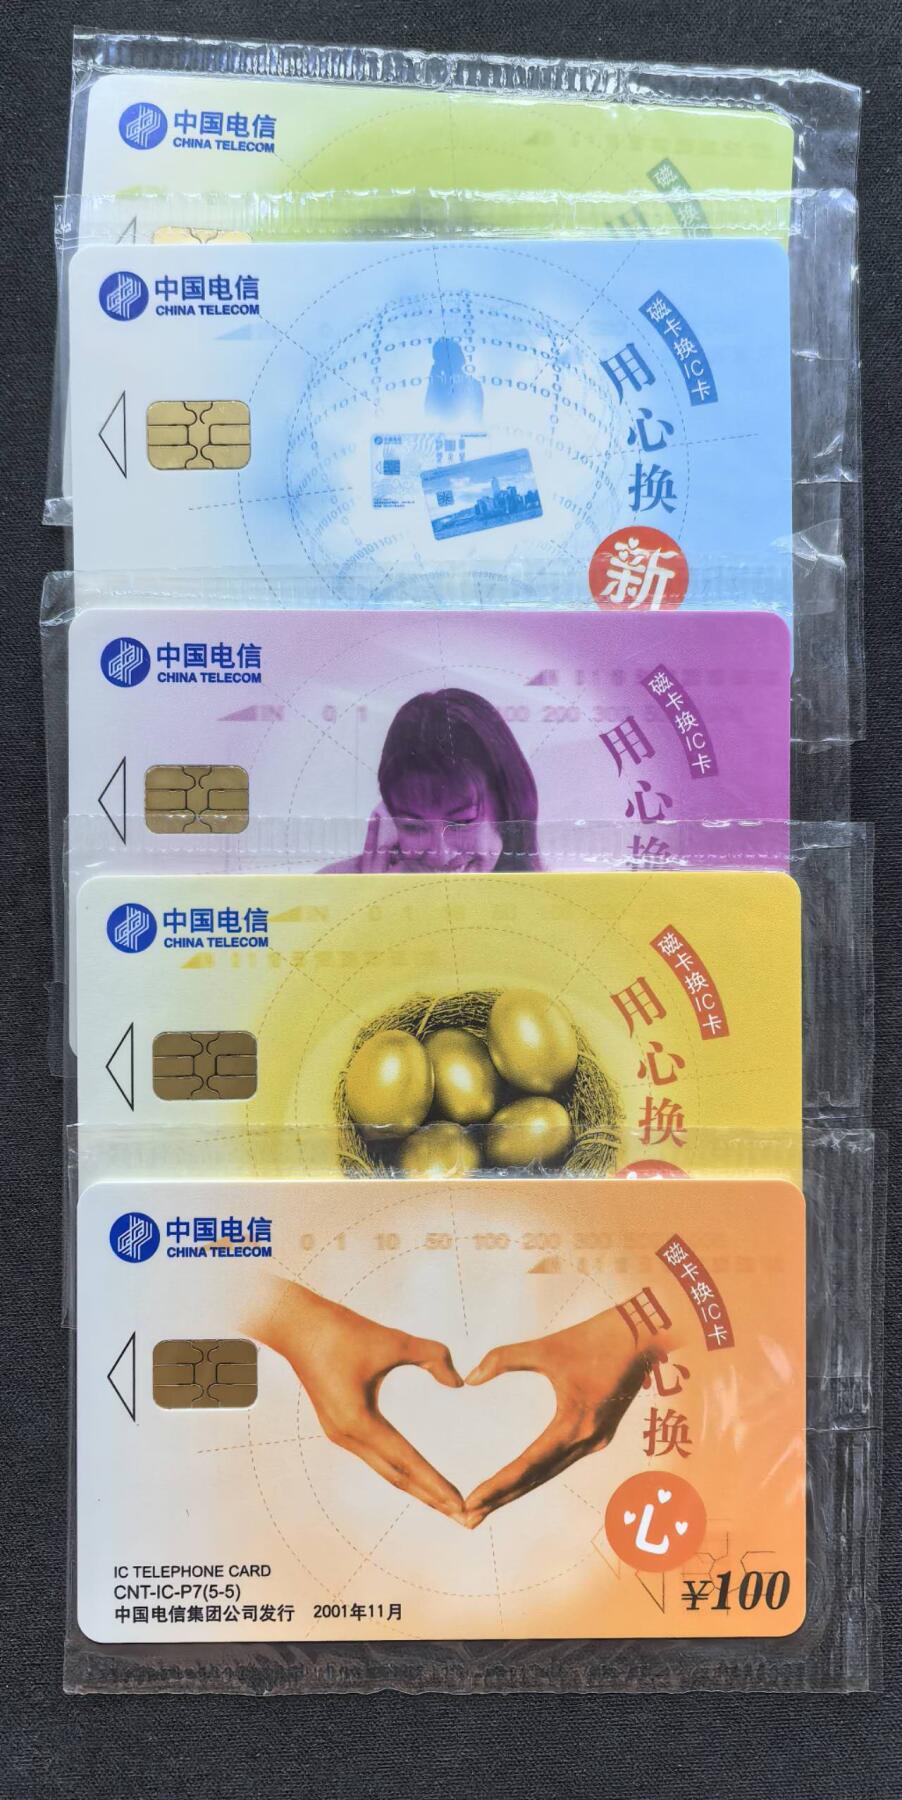 中国电信
CHINA TELECOM
磁卡换
用
中国电信
CHINA TELECOM
磁卡换IC卡
用心换
新
中国电信
CHINA TELECOM
磁卡换IC卡
用心换
中国电信
CHINA TELECOM
磁卡换IC卡
用心换
中国电信
CHINA TELECOM
0 1 10 50 100 200
磁卡换IC卡
用心换
心
IC TELEPHONE CARD
CNT-IC-P7(5-5)
中国电信集团公司发行 2001年11月
¥100